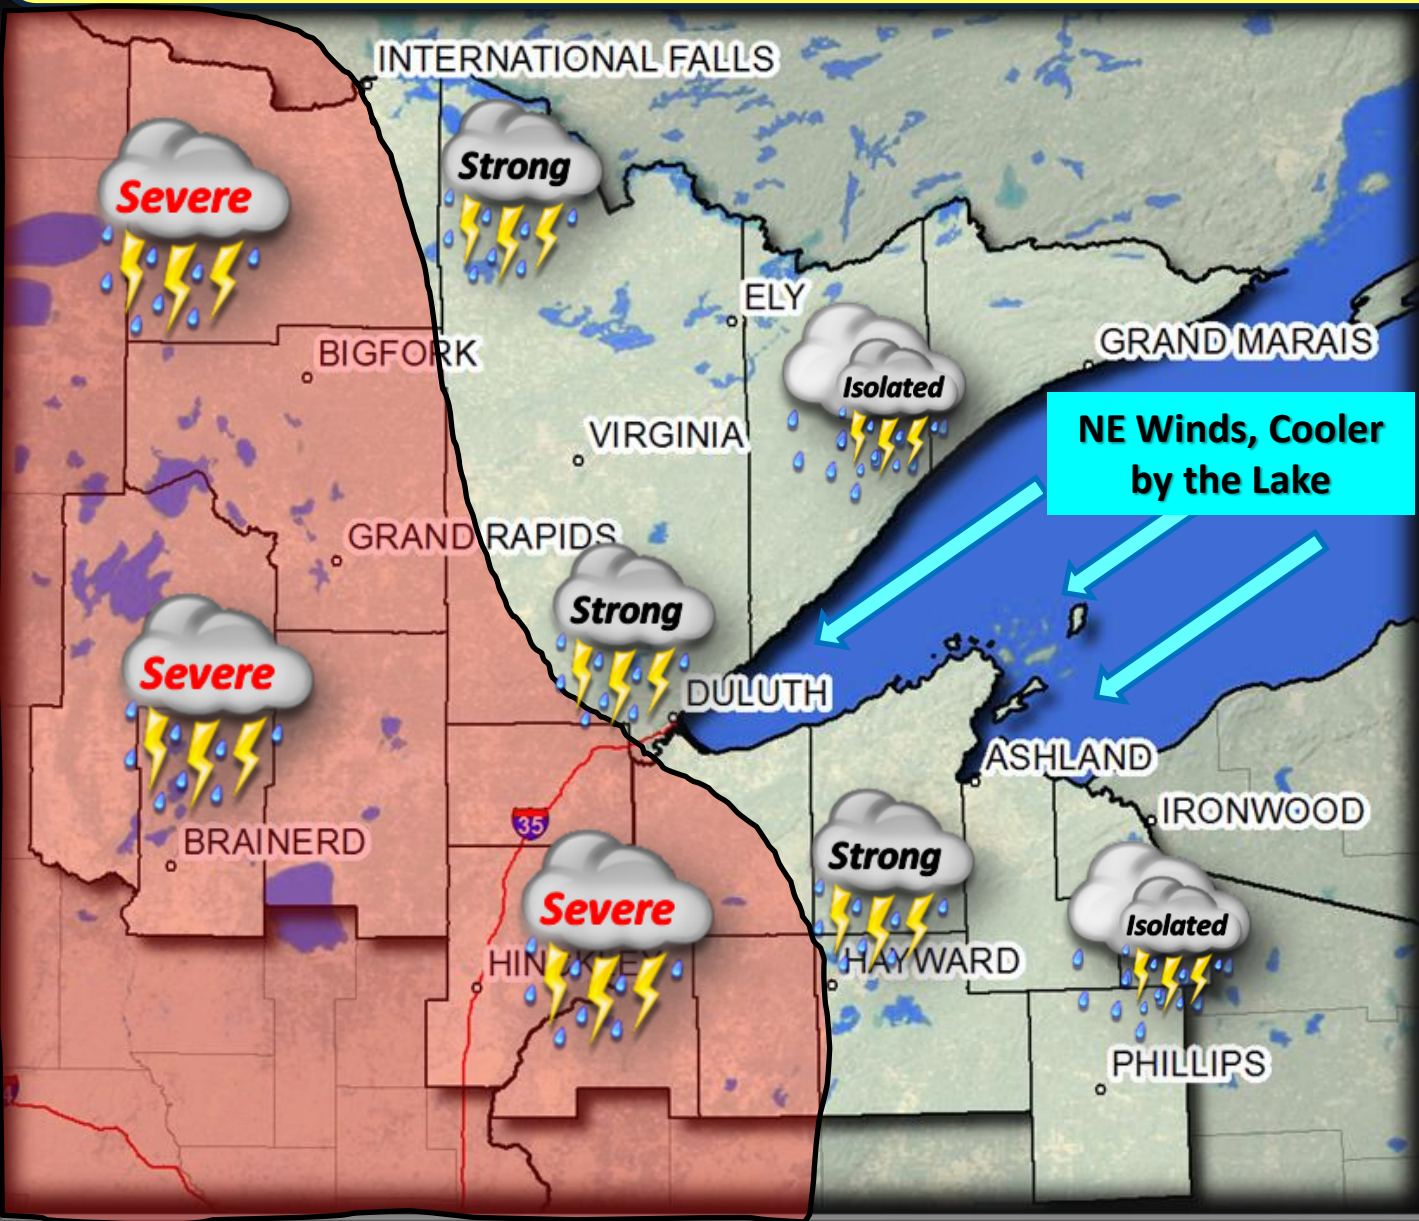 INTERNATIONAL FALLS
Strong
Severe
ELY
GRAND MARAIS
BIGFORK
Isolated
NE Winds, Cooler
by the Lake
VIRGINIA
GRAND RAPIDS
Strong
Severe
DULUTH
ASHLAND
IRONWOOD
35
BRAINERD
Strong
Severe
Isolated
HINCKLEY
HAYWARD
PHILLIPS